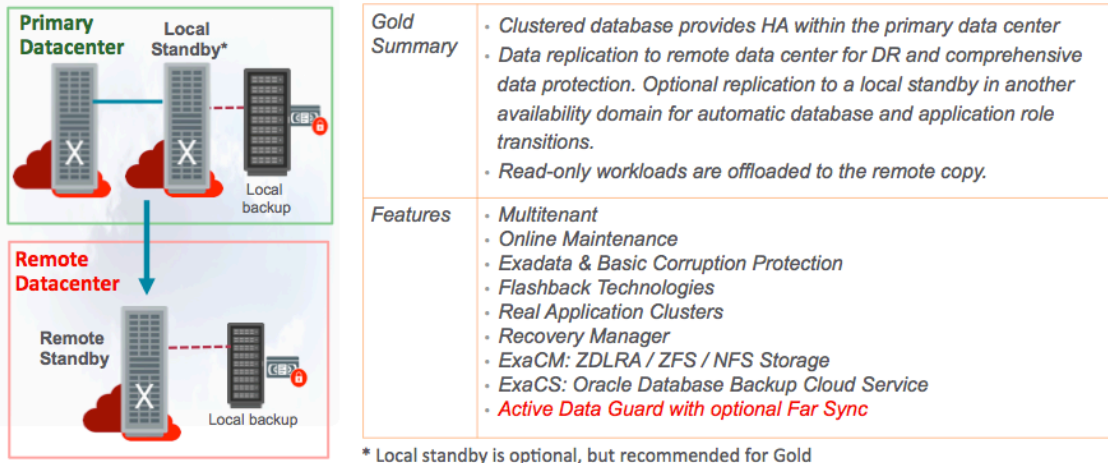 Primary
Datacenter
Local
Standby*
X
X
Local
backup
Remote
Datacenter
Remote
Standby
X
Local backup
Gold
Summary
• Clustered database provides HA within the primary data center
• Data replication to remote data center for DR and comprehensive
data protection. Optional replication to a local standby in another
availability domain for automatic database and application role
transitions.
• Read-only workloads are offloaded to the remote copy.
Features
• Multitenant
• Online Maintenance
• Exadata & Basic Corruption Protection
• Flashback Technologies
• Real Application Clusters
• Recovery Manager
• ExaCM: ZDLRA / ZFS / NFS Storage
• ExaCS: Oracle Database Backup Cloud Service
• Active Data Guard with optional Far Sync
* Local standby is optional, but recommended for Gold